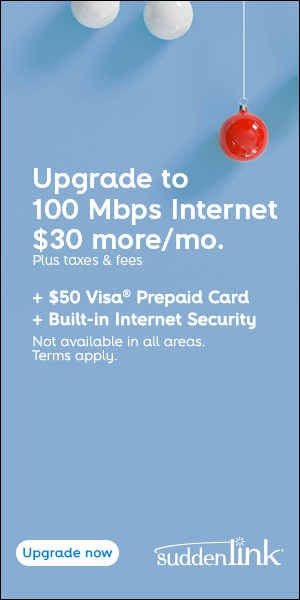 Upgrade to
100 Mbps Internet
$30 more/mo.
Plus taxes & fees
+ $50 Visa® Prepaid Card
+ Built-in Internet Security
Not available in all areas.
Terms apply.
Upgrade now
suddenlink®